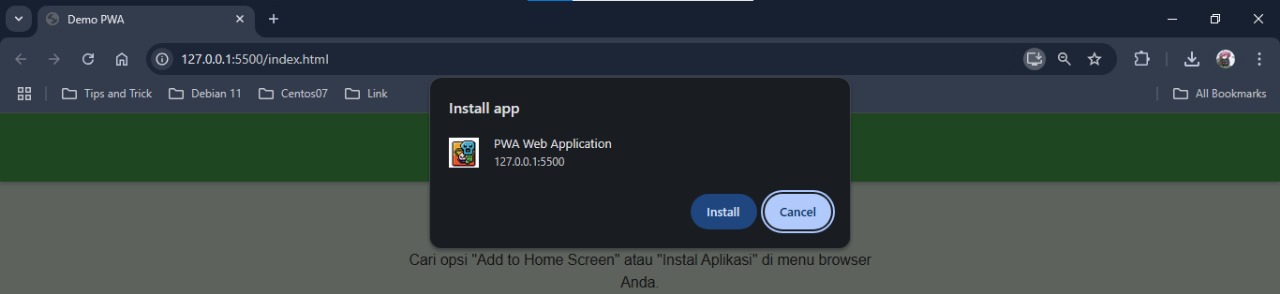 Demo PWA
127.0.0.1:5500/index.html
Tips and Trick
Debian 11
Centos07
Link
All Bookmarks
Install app
PWA Web Application
127.0.0.1:5500
Install
Cancel
Cari opsi "Add to Home Screen" atau "Instal Aplikasi" di menu browser
Anda.